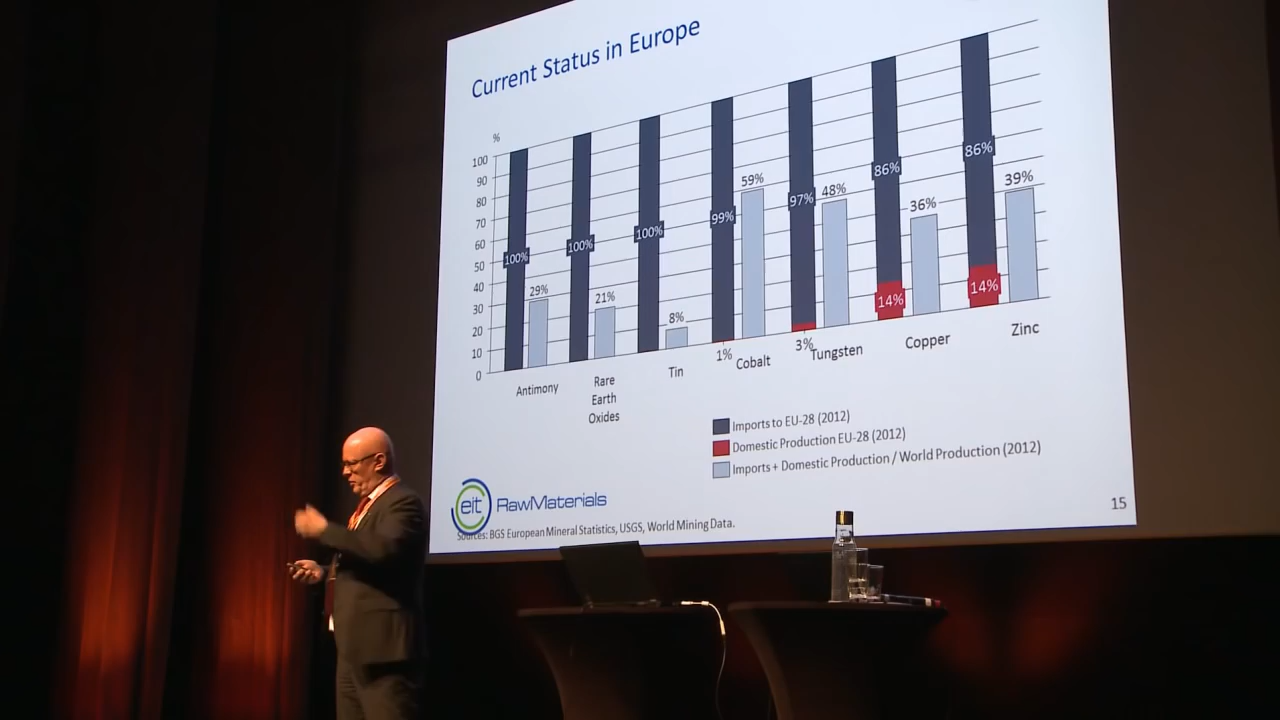 Current Status in Europe
%
100
90
80
70
60
50
40
30
20
10
0
100%
29%
100%
21%
100%
8%
99%
1%
59%
97%
3%
48%
86%
14%
36%
86%
14%
39%
Antimony
Rare
Earth
Oxides
Tin
Cobalt
Tungsten
Copper
Zinc
Imports to EU-28 (2012)
Domestic Production EU-28 (2012)
Imports + Domestic Production / World Production (2012)
eit RawMaterials
15
Sources: BGS European Mineral Statistics, USGS, World Mining Data.